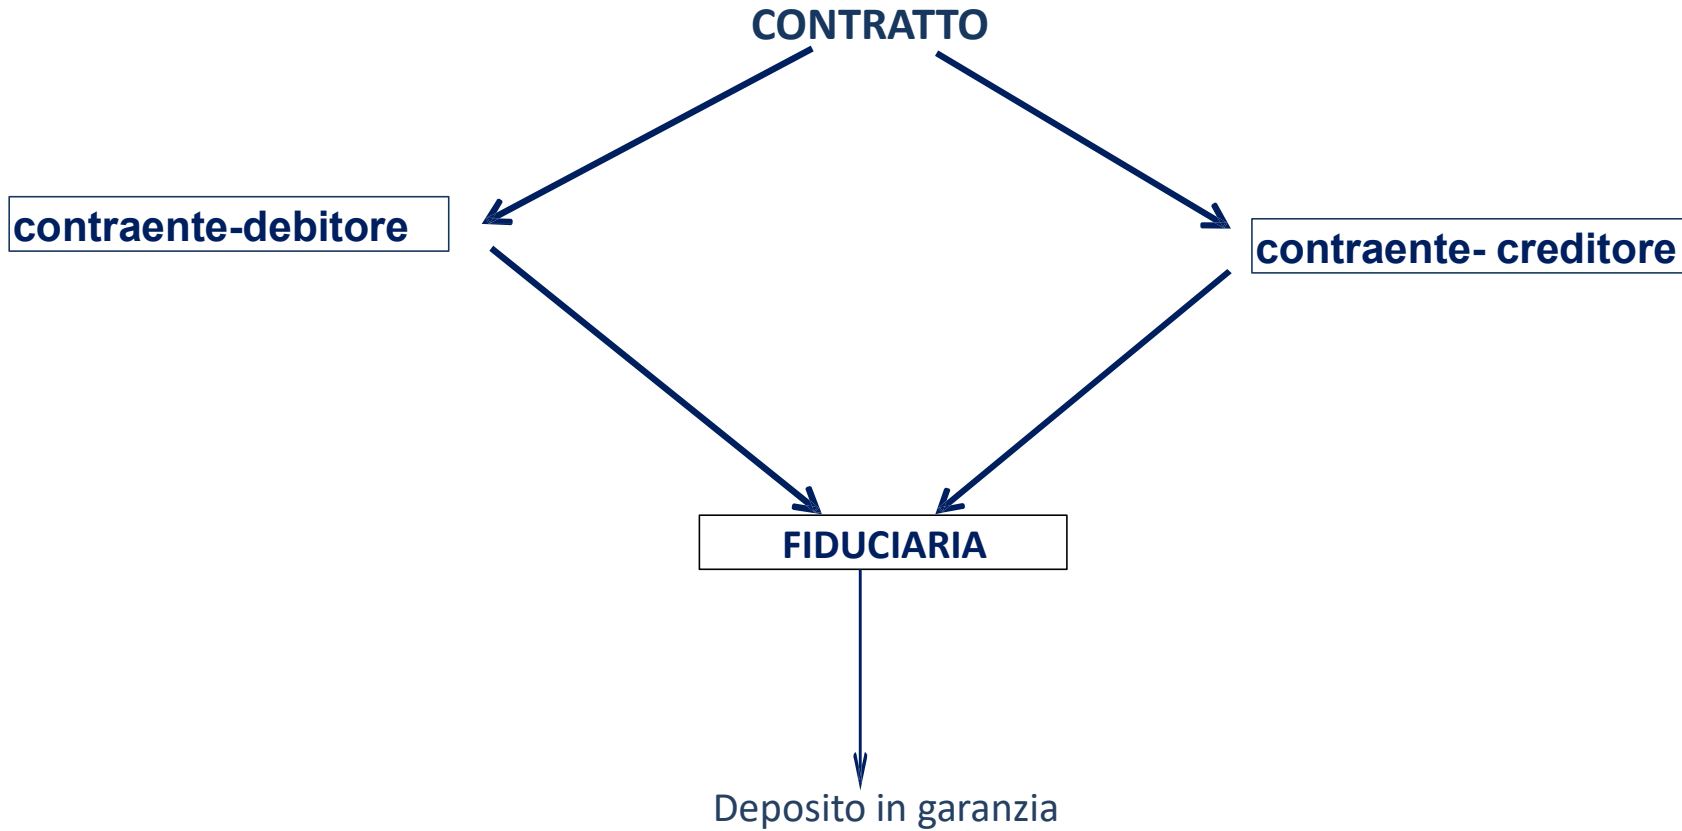 CONTRATTO
contraente-debitore
contraente- creditore
FIDUCIARIA
Deposito in garanzia